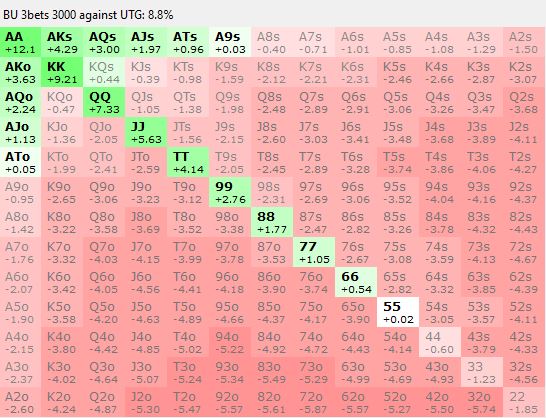 BU 3bets 3000 against UTG: 8.8%
AA AKs AQs AJs ATs A9s A8s A7s A6s A5s A4s A3s A2s
+12.1 +4.29 +3.00 +1.97 +0.96 +0.03 -0.40 -0.71 -1.01 -0.85 -1.08 -1.29 -1.50
AKo KK KQs KJs KTs K9s K8s K7s K6s K5s K4s K3s K2s
+3.63 +9.21 +0.44 -0.39 -0.98 -1.59 -2.12 -2.21 -2.31 -2.46 -2.66 -2.87 -3.07
AQo KQo QQ QJs QTs Q9s Q8s Q7s Q6s Q5s Q4s Q3s Q2s
+2.24 -0.47 +7.33 -1.05 -1.38 -1.98 -2.48 -2.89 -2.91 -3.06 -3.26 -3.47 -3.68
AJo KJo QJo JJ JTs J9s J8s J7s J6s J5s J4s J3s J2s
+1.13 -1.36 -2.05 +5.63 -1.56 -2.15 -2.60 -3.03 -3.41 -3.48 -3.68 -3.89 -4.11
ATo KTo QTo JTo TT T9s T8s T7s T6s T5s T4s T3s T2s
+0.05 -1.99 -2.41 -2.59 +4.14 -2.05 -2.45 -2.89 -3.28 -3.74 -3.86 -4.06 -4.27
A9o K9o Q9o J9o T9o 99 98s 97s 96s 95s 94s 93s 92s
-0.95 -2.65 -3.06 -3.23 -3.12 +2.76 -2.31 -2.69 -3.06 -3.52 -4.04 -4.16 -4.37
A8o K8o Q8o J8o T8o 98o 88 87s 86s 85s 84s 83s 82s
-1.42 -3.22 -3.58 -3.69 -3.52 -3.38 +1.77 -2.47 -2.82 -3.26 -3.78 -4.32 -4.43
A7o K7o Q7o J7o T7o 97o 87o 77 76s 75s 74s 73s 72s
-1.76 -3.32 -4.03 -4.15 -3.99 -3.78 -3.53 +1.05 -2.67 -3.08 -3.59 -4.13 -4.67
A6o K6o Q6o J6o T6o 96o 86o 76o 66 65s 64s 63s 62s
-2.07 -3.42 -4.05 -4.56 -4.41 -4.18 -3.90 -3.74 +0.54 -2.82 -3.32 -3.85 -4.39
A5o K5o Q5o J5o T5o 95o 85o 75o 65o 55 54s 53s 52s
-1.90 -3.58 -4.20 -4.63 -4.89 -4.66 -4.37 -4.17 -3.90 +0.02 -3.05 -3.57 -4.11
A4o K4o Q4o J4o T4o 94o 84o 74o 64o 54o 44 43s 42s
-2.15 -3.80 -4.42 -4.85 -5.02 -5.22 -4.92 -4.72 -4.43 -4.14 -0.60 -3.79 -4.33
A3o K3o Q3o J3o T3o 93o 83o 73o 63o 53o 43o 33 32s
-2.37 -4.02 -4.64 -5.07 -5.24 -5.34 -5.49 -5.29 -4.99 -4.69 -4.93 -1.23 -4.56
A2o K2o Q2o J2o T2o 92o 82o 72o 62o 52o 42o 32o 22
-2.60 -4.24 -4.87 -5.30 -5.47 -5.57 -5.61 -5.87 -5.57 -5.27 -5.50 -5.74 -1.85